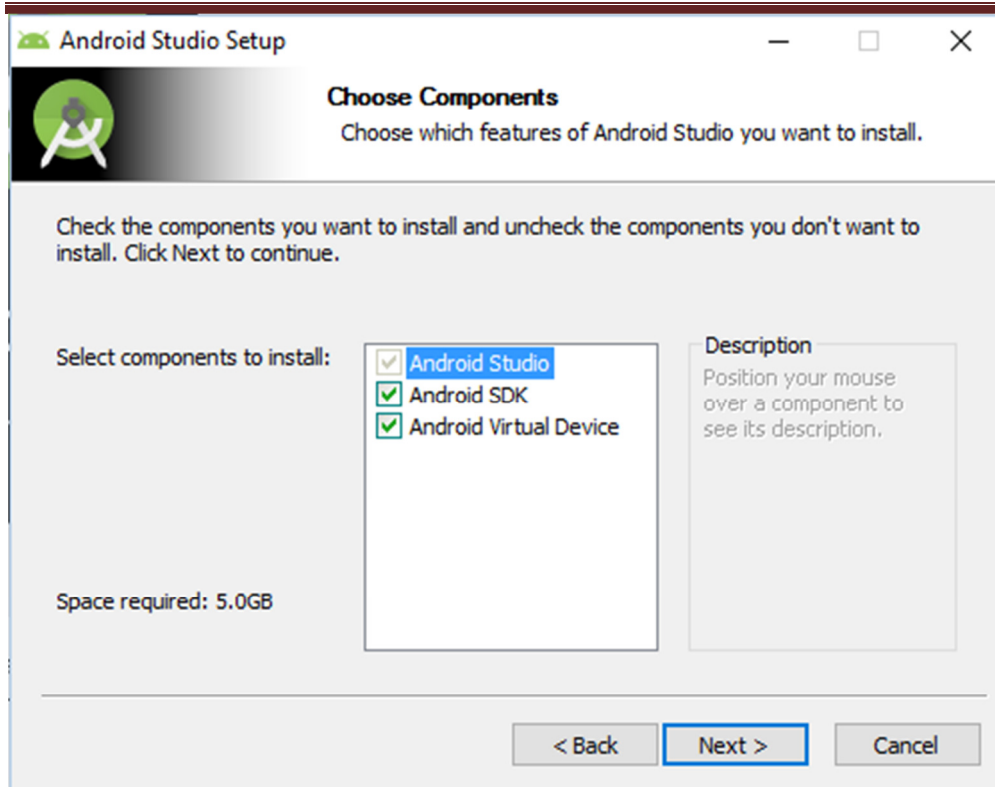 Android Studio Setup
Choose Components
Choose which features of Android Studio you want to install.
Check the components you want to install and uncheck the components you don't want to
install. Click Next to continue.
Select components to install:
Android Studio
Android SDK
Android Virtual Device
Description
Position your mouse
over a component to
see its description.
Space required: 5.0GB
< Back
Next >
Cancel